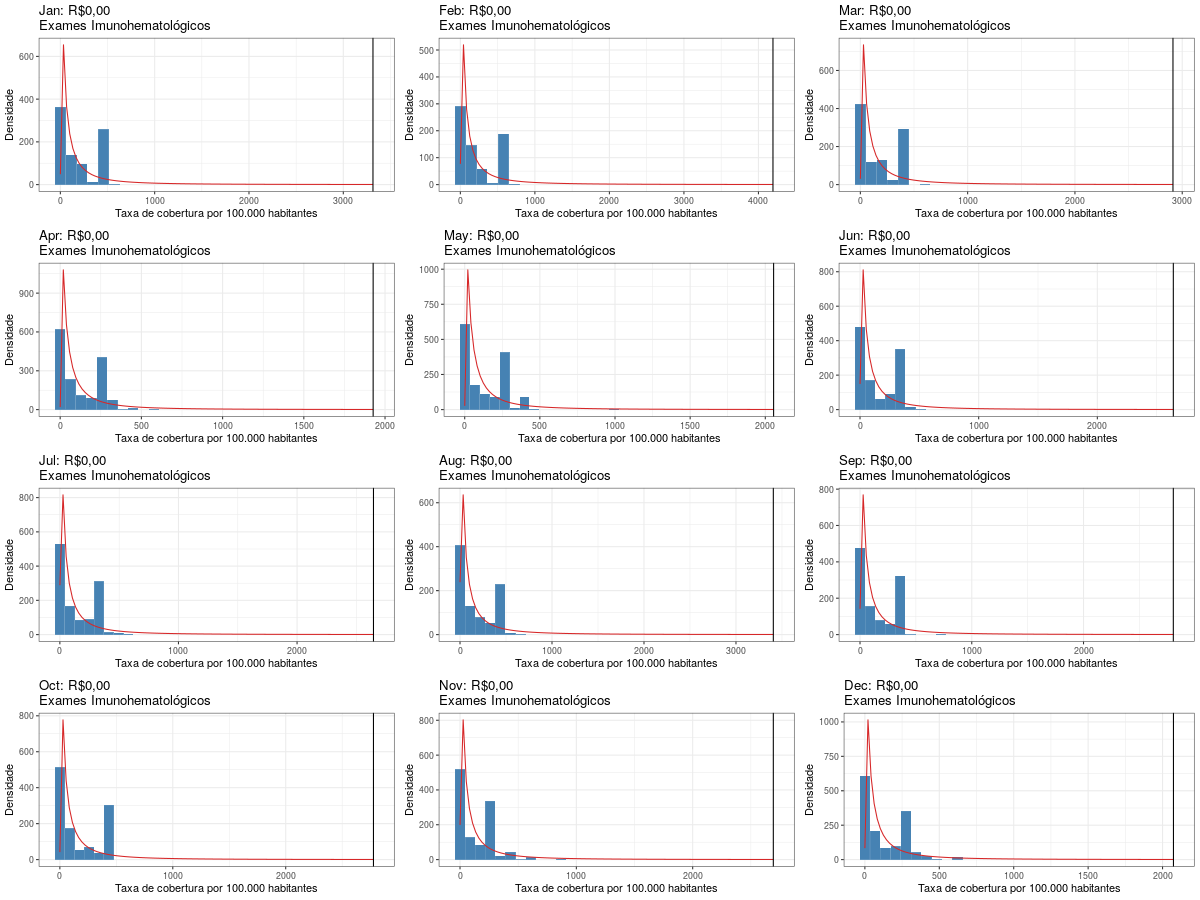 Jan: R$0,00
Exames Imunohematológicos
Densidade
600
400
200
0
0 1000 2000 3000
Taxa de cobertura por 100.000 habitantes
Feb: R$0,00
Exames Imunohematológicos
Densidade
500
400
300
200
100
0
0 1000 2000 3000 4000
Taxa de cobertura por 100.000 habitantes
Mar: R$0,00
Exames Imunohematológicos
Densidade
600
400
200
0
0 1000 2000 3000
Taxa de cobertura por 100.000 habitantes
Apr: R$0,00
Exames Imunohematológicos
Densidade
900
600
300
0
0 500 1000 1500 2000
Taxa de cobertura por 100.000 habitantes
May: R$0,00
Exames Imunohematológicos
Densidade
1000
750
500
250
0
0 500 1000 1500 2000
Taxa de cobertura por 100.000 habitantes
Jun: R$0,00
Exames Imunohematológicos
Densidade
800
600
400
200
0
0 1000 2000
Taxa de cobertura por 100.000 habitantes
Jul: R$0,00
Exames Imunohematológicos
Densidade
800
600
400
200
0
0 1000 2000
Taxa de cobertura por 100.000 habitantes
Aug: R$0,00
Exames Imunohematológicos
Densidade
600
400
200
0
0 1000 2000 3000
Taxa de cobertura por 100.000 habitantes
Sep: R$0,00
Exames Imunohematológicos
Densidade
800
600
400
200
0
0 1000 2000
Taxa de cobertura por 100.000 habitantes
Oct: R$0,00
Exames Imunohematológicos
Densidade
800
600
400
200
0
0 1000 2000
Taxa de cobertura por 100.000 habitantes
Nov: R$0,00
Exames Imunohematológicos
Densidade
800
600
400
200
0
0 1000 2000
Taxa de cobertura por 100.000 habitantes
Dec: R$0,00
Exames Imunohematológicos
Densidade
1000
750
500
250
0
0 500 1000 1500 2000
Taxa de cobertura por 100.000 habitantes